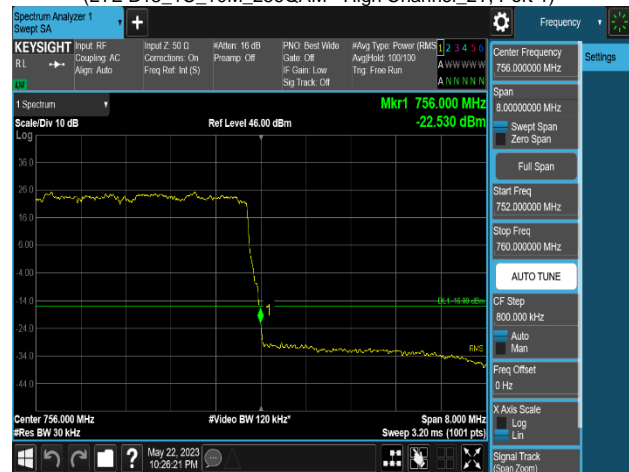 Spectrum Analyzer 1
Swept SA
+
Frequency
KEYSIGHT
R L
LW
Input: RF
Coupling: AC
Align: Auto
Input Z: 50 Ω
Corrections: On
Freq Ref: Int (S)
#Atten: 16 dB
Preamp: Off
PNO: Best Wide
Gate: Off
IF Gain: Low
Sig Track: Off
#Avg Type: Power (RMS
Avg|Hold: 100/100
Trig: Free Run
1 2 3 4 5 6
A W W W W W
A N N N N N
1 Spectrum
Scale/Div 10 dB
Log
Ref Level 46.00 dBm
Mkr1 756.000 MHz
-22.530 dBm
36.0
26.0
16.0
6.00
-4.00
-14.0
-24.0
-34.0
-44.0
1
RMS
Center 756.000 MHz
#Res BW 30 kHz
#Video BW 120 kHz*
Span 8.000 MHz
Sweep 3.20 ms (1001 pts)
?
May 22, 2023
10:26:21 PM
Center Frequency
756.000000 MHz
Span
8.00000000 MHz
Swept Span
Zero Span
Full Span
Start Freq
752.000000 MHz
Stop Freq
760.000000 MHz
AUTO TUNE
CF Step
800.000 kHz
Auto
Man
Freq Offset
0 Hz
X Axis Scale
Log
Lin
Signal Track
(Span Zoom)
Settings